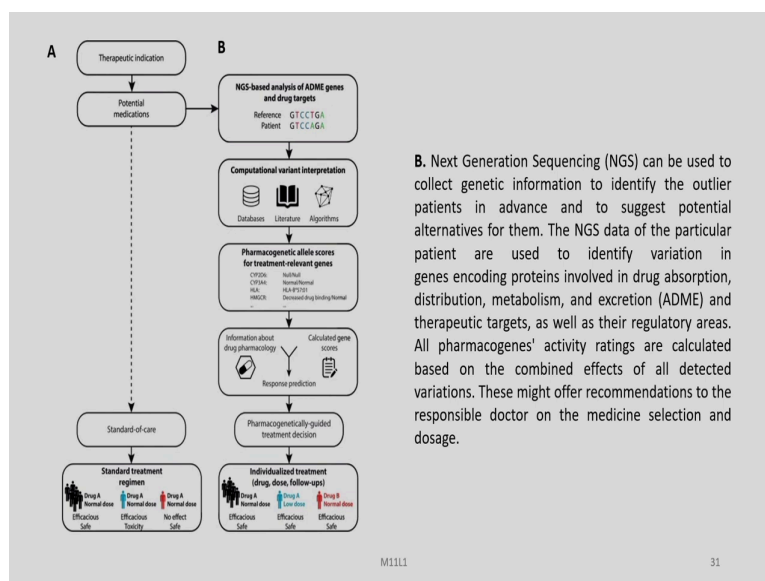 A
Therapeutic indication
Potential
medications
Standard-of-care
Standard treatment
regimen
Drug A
Normal dose
Drug A
Normal dose
Drug A
Normal dose
Efficacious
Safe
Efficacious
Toxicity
No effect
Safe
B
NGS-based analysis of ADME genes
and drug targets
Reference GTCCTGA
Patient GTCCAGA
Computational variant interpretation
Databases Literature Algorithms
Pharmacogenetic allele scores
for treatment-relevant genes
CYP2D6: Null/Null
CYP3A4: Normal/Normal
HLA: HLA-B*57:01
HMGCR: Decreased drug binding/Normal
...
Information about
drug pharmacology
Calculated gene
scores
Response prediction
Pharmacogenetically-guided
treatment decision
Individualized treatment
(drug, dose, follow-ups)
Drug A
Normal dose
Drug A
Low dose
Drug B
Normal dose
Efficacious
Safe
Efficacious
Safe
Efficacious
Safe
B. Next Generation Sequencing (NGS) can be used to
collect genetic information to identify the outlier
patients in advance and to suggest potential
alternatives for them. The NGS data of the particular
patient are used to identify variation in
genes encoding proteins involved in drug absorption,
distribution, metabolism, and excretion (ADME) and
therapeutic targets, as well as their regulatory areas.
All pharmacogenes' activity ratings are calculated
based on the combined effects of all detected
variations. These might offer recommendations to the
responsible doctor on the medicine selection and
dosage.
M11L1
31